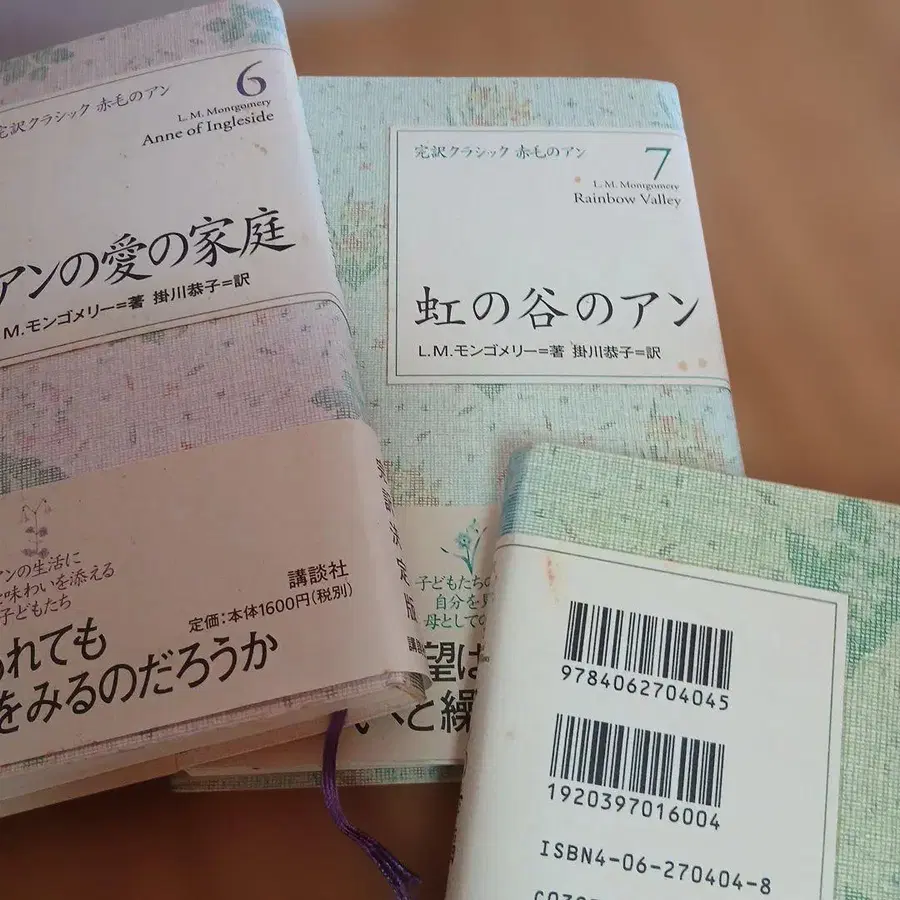 完訳クラシック 赤毛のアン
6
L. M. Montgomery
Anne of Ingleside
アンの愛の家庭
M.モンゴメリー=著 掛川恭子=訳
アンの生活に
味わいを添える
子どもたち
講談社
定価:本体1600円(税別)
れても
をみるのだろうか
完訳クラシック 赤毛のアン
7
L. M. Montgomery
Rainbow Valley
虹の谷のアン
L.M.モンゴメリー=著 掛川恭子=訳
子どもたちの
自分を
母としての
望は
いと繰
9784062704045
1920397016004
ISBN4-06-270404-8